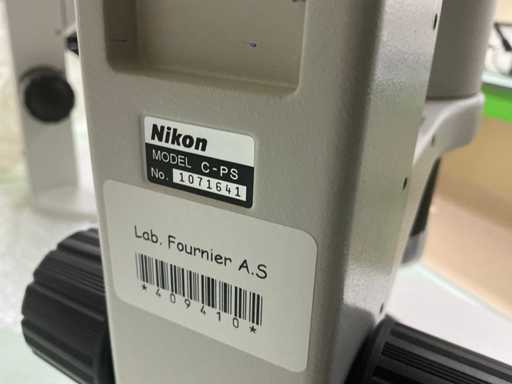 Nikon
MODEL C-PS
No. 1071641
Lab. Fournier A.S
*409410*